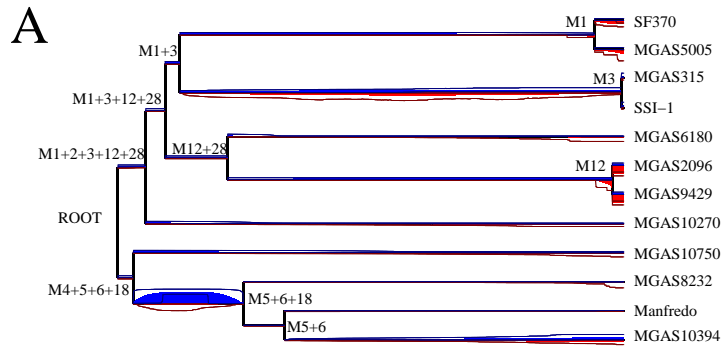 A
M1
SF370
MGAS5005
M1+3
M3
MGAS315
M1+3+12+28
SSI−1
MGAS6180
M12+28
M1+2+3+12+28
M12
MGAS2096
MGAS9429
ROOT
MGAS10270
MGAS10750
MGAS8232
M4+5+6+18
M5+6+18
Manfredo
M5+6
MGAS10394